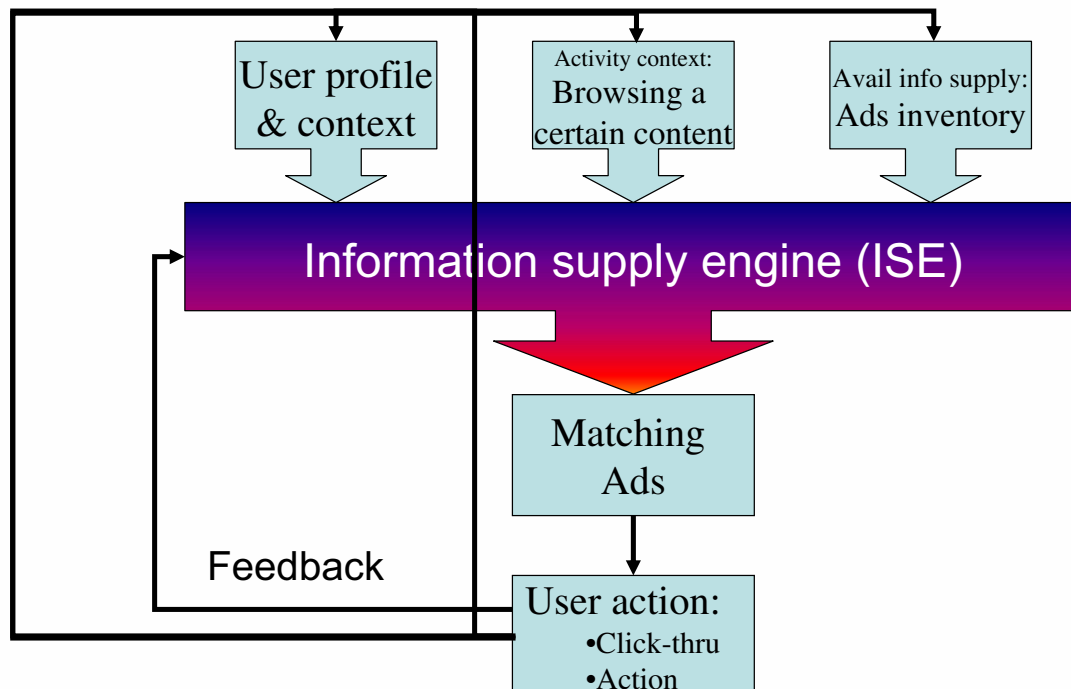 User profile
& context
Activity context:
Browsing a
certain content
Avail info supply:
Ads inventory
Information supply engine (ISE)
Matching
Ads
Feedback
User action:
•Click-thru
•Action